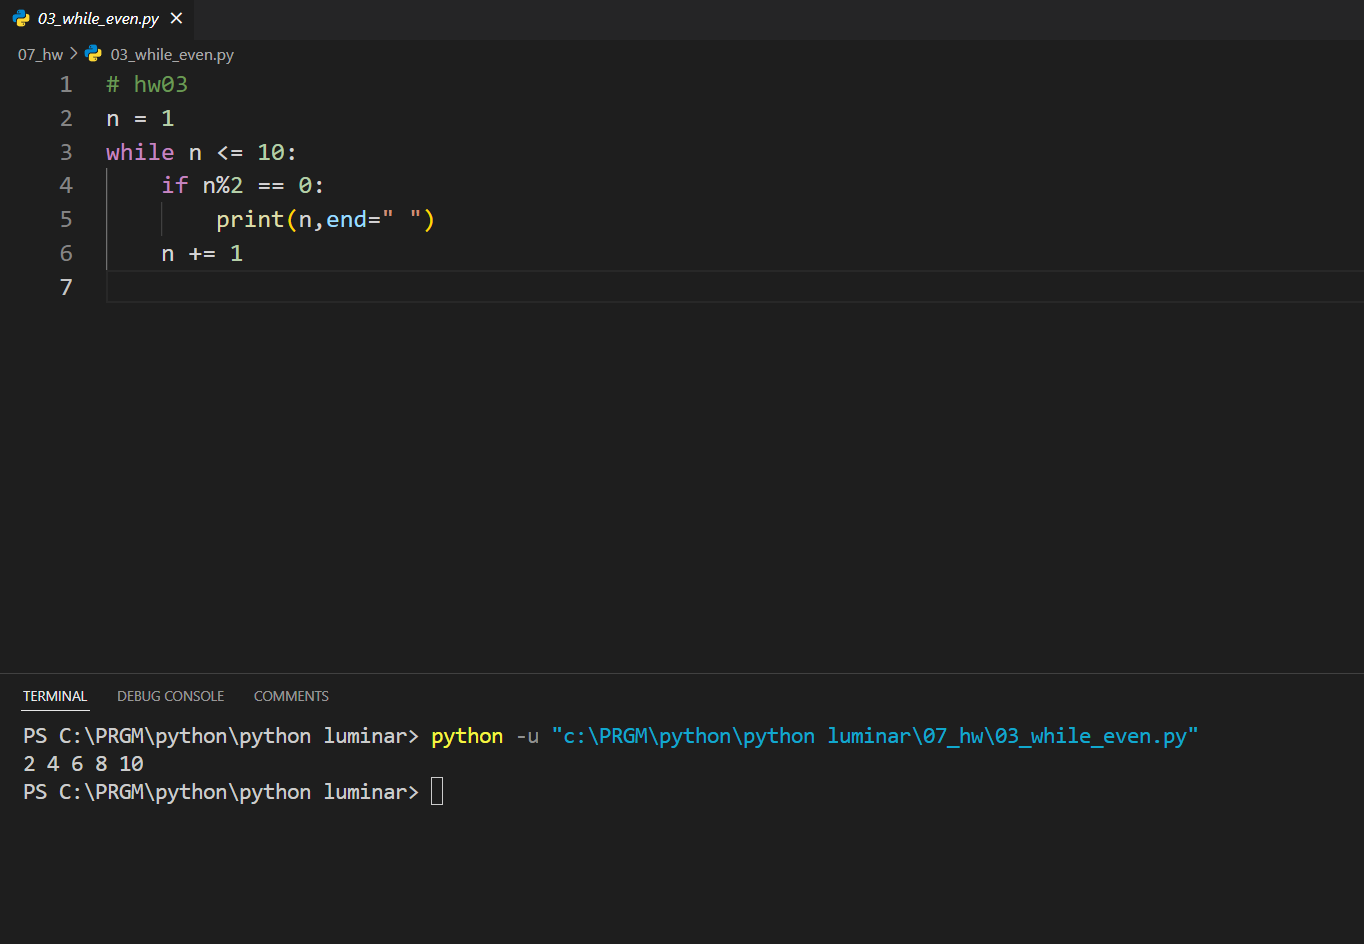 03_while_even.py
07_hw > 03_while_even.py
1 # hw03
2 n = 1
3 while n <= 10:
4     if n%2 == 0:
5         print(n,end=" ")
6     n += 1
7
TERMINAL DEBUG CONSOLE COMMENTS
PS C:\PRGM\python\python luminar> python -u "c:\PRGM\python\python luminar\07_hw\03_while_even.py"
2 4 6 8 10
PS C:\PRGM\python\python luminar>